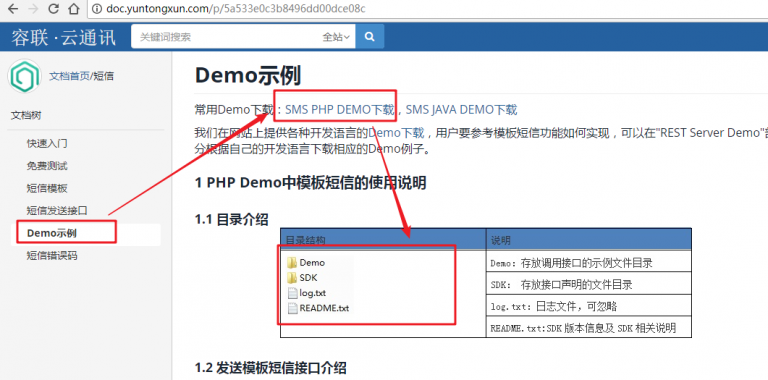 doc.yuntongxun.com/p/5a533e0c3b8496dd00dce08c
容联·云通讯
关键词搜索
全站
文档首页/短信
文档树
快速入门
免费测试
短信模板
短信发送接口
Demo示例
短信错误码
Demo示例
常用Demo下载：SMS PHP DEMO下载，SMS JAVA DEMO下载
我们在网站上提供各种开发语言的Demo下载，用户要参考模板短信功能如何实现，可以在"REST Server Demo"部
分根据自己的开发语言下载相应的Demo例子。
1 PHP Demo中模板短信的使用说明
1.1 目录介绍
目录结构 说明
Demo
SDK
log.txt
README.txt
Demo：存放调用接口的示例文件目录
SDK： 存放接口声明的文件目录
log.txt：日志文件，可忽略
README.txt:SDK 版本信息及 SDK 相关说明
1.2 发送模板短信接口介绍